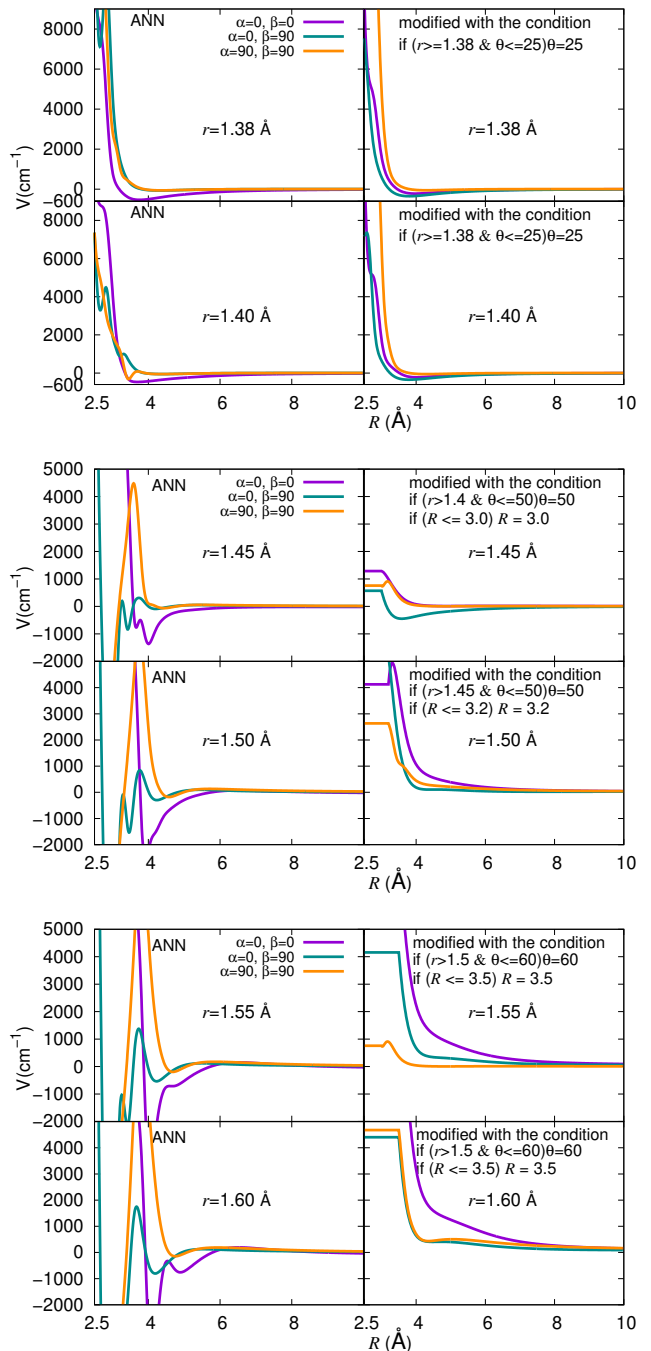 ANN
α=0, β=0
α=0, β=90
α=90, β=90
modified with the condition
if (r>=1.38 & θ<=25)θ=25
r=1.38 Å
r=1.38 Å
8000
6000
4000
2000
0
−600
V(cm⁻¹)
ANN
modified with the condition
if (r>=1.38 & θ<=25)θ=25
r=1.40 Å
r=1.40 Å
8000
6000
4000
2000
0
−600
2.5 4 6 8 2.5 4 6 8 10
R (Å)
ANN
α=0, β=0
α=0, β=90
α=90, β=90
modified with the condition
if (r>1.4 & θ<=50)θ=50
if (R <= 3.0) R = 3.0
r=1.45 Å
r=1.45 Å
5000
4000
3000
2000
1000
0
−1000
−2000
V(cm⁻¹)
ANN
modified with the condition
if (r>1.45 & θ<=50)θ=50
if (R <= 3.2) R = 3.2
r=1.50 Å
r=1.50 Å
4000
3000
2000
1000
0
−1000
−2000
2.5 4 6 8 2.5 4 6 8 10
R (Å)
ANN
α=0, β=0
α=0, β=90
α=90, β=90
modified with the condition
if (r>1.5 & θ<=60)θ=60
if (R <= 3.5) R = 3.5
r=1.55 Å
r=1.55 Å
5000
4000
3000
2000
1000
0
−1000
−2000
V(cm⁻¹)
ANN
modified with the condition
if (r>1.5 & θ<=60)θ=60
if (R <= 3.5) R = 3.5
r=1.60 Å
r=1.60 Å
4000
3000
2000
1000
0
−1000
−2000
2.5 4 6 8 2.5 4 6 8 10
R (Å)